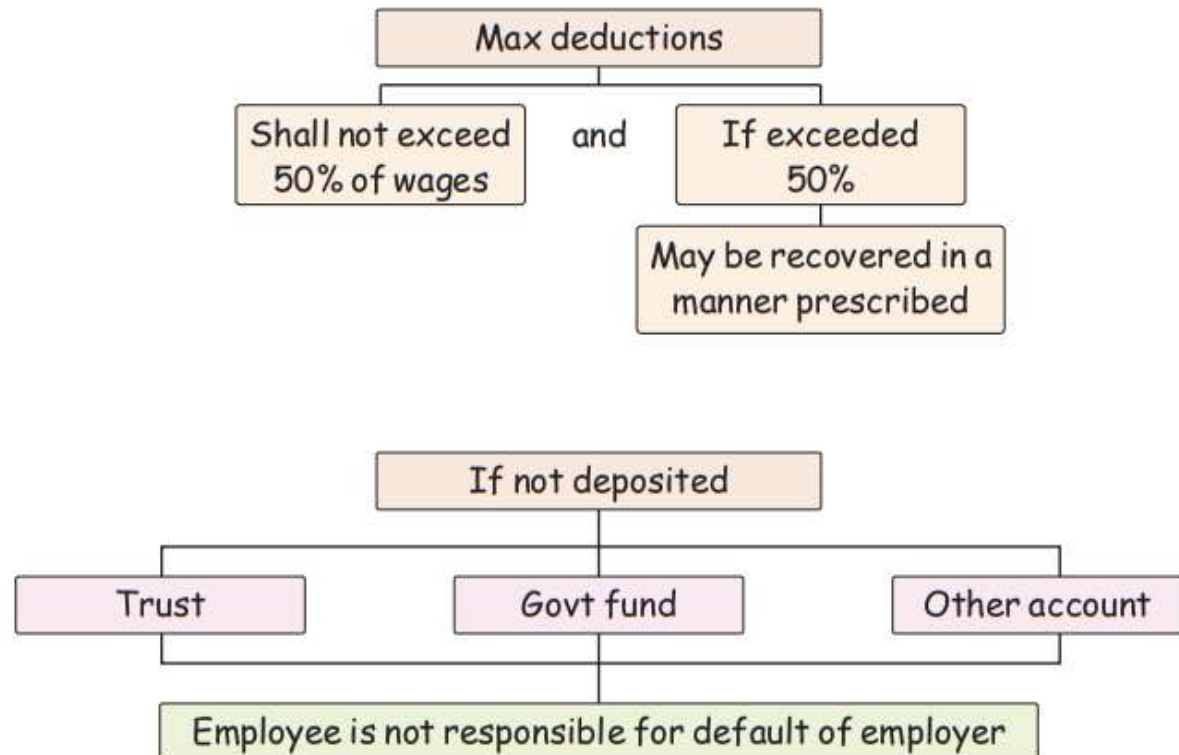 Max deductions
Shall not exceed
50% of wages
and
If exceeded
50%
May be recovered in a
manner prescribed
If not deposited
Trust
Govt fund
Other account
Employee is not responsible for default of employer